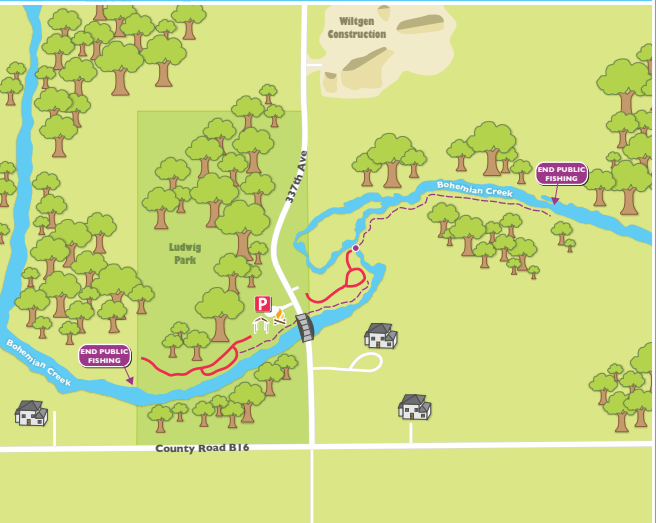 Wiltgen
Construction
337th Ave
END PUBLIC
FISHING
Bohemian Creek
Ludwig
Park
P
END PUBLIC
FISHING
Bohemian Creek
County Road B16